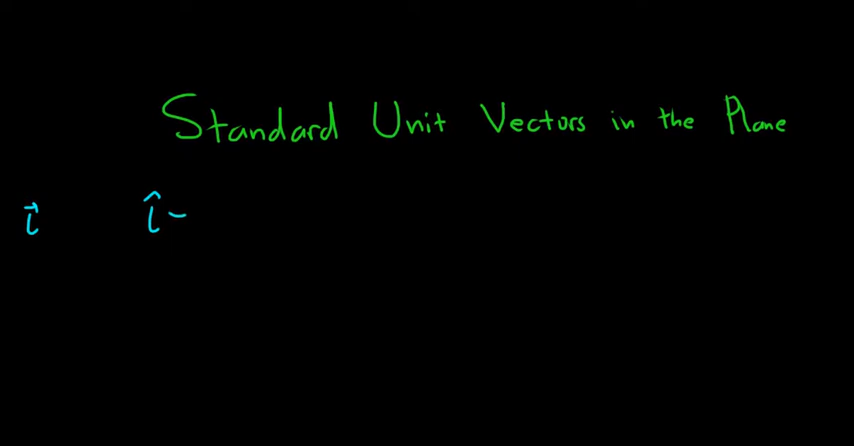 Standard Unit Vectors in the Plane
i⃗ î -